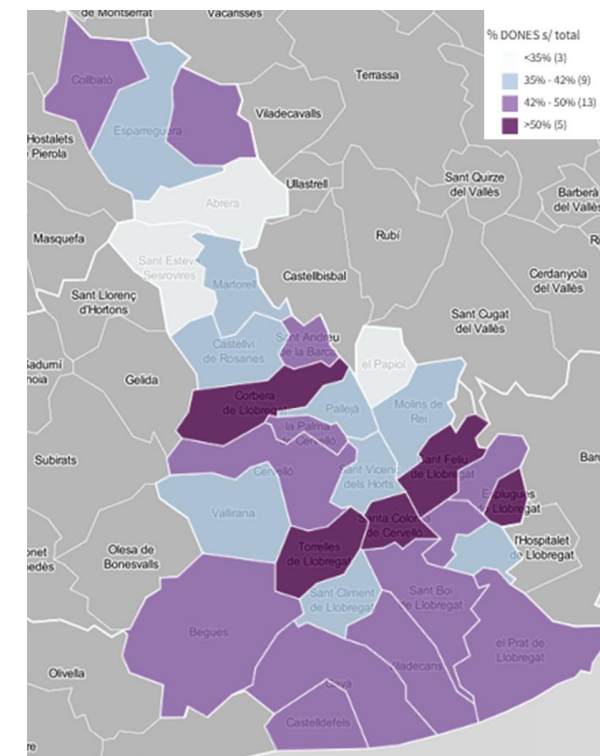 de Montserrat
Vacarisses
% DONES s/ total
<35% (3)
35% - 42% (9)
42% - 50% (13)
>50% (5)
Collbató
Terrassa
Viladecavalls
Esparreguera
Hostalets
Pierola
Sant Quirze
del Vallès
Ullastrell
Barberà
del Vallès
Abrera
Masquefa
Rubí
Sant Esteve
Sesrovires
Castellbisbal
Cerdanyola
del Vallès
Martorell
Sant Llorenç
d'Hortons
Sant Cugat
del Vallès
Sant Andreu
de la Barca
Castellví
de Rosanes
el Papiol
Gelida
Corbera
de Llobregat
Pallejà
Molins de
Rei
la Palma
de Cervelló
Subirats
Cervelló
Sant Vicenç
dels Horts
Sant Feliu
de Llobregat
Esplugues
de Llobregat
Vallirana
Santa Coloma
de Cervelló
Olesa de
Bonesvalls
Torrelles
de Llobregat
l'Hospitalet
de Llobregat
Sant Climent
de Llobregat
Sant Boi
de Llobregat
Begues
el Prat de
Llobregat
Olivella
Viladecans
Gavà
Castelldefels